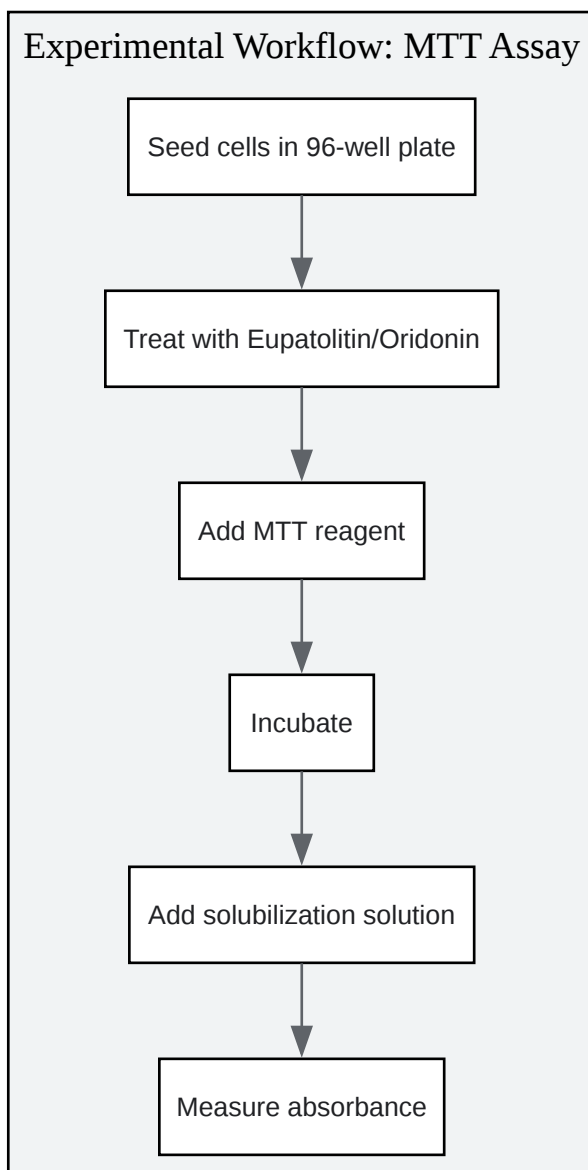 Experimental Workflow: MTT Assay
Seed cells in 96-well plate
Treat with Eupatolitin/Oridonin
Add MTT reagent
Incubate
Add solubilization solution
Measure absorbance